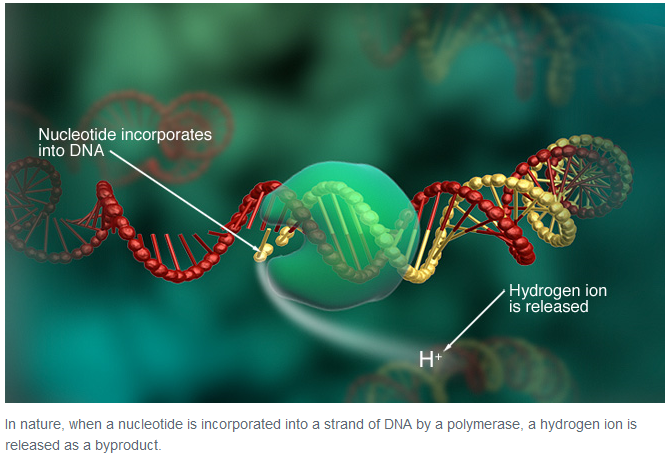 Nucleotide incorporates
into DNA
Hydrogen ion
is released
H+
In nature, when a nucleotide is incorporated into a strand of DNA by a polymerase, a hydrogen ion is
released as a byproduct.